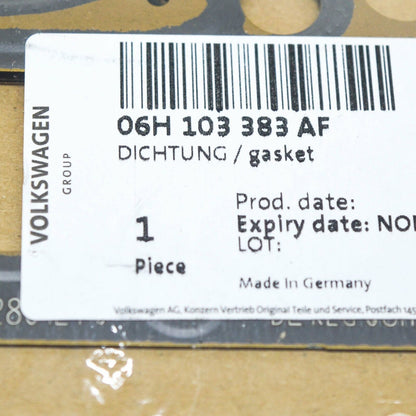 VOLKSWAGEN
GROUP
06H 103 383 AF
DICHTUNG / gasket
1
Piece
Prod. date:
Expiry date:
LOT:
Made In Germany
Volkswagen AG, Konzern Vertrieb Original Teile und Service, Postfach